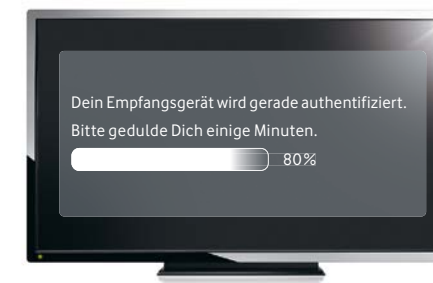 Dein Empfangsgerät wird gerade authentifiziert.
Bitte gedulde Dich einige Minuten.
80%